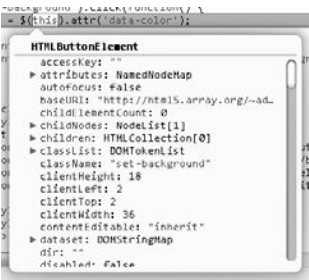 -background ).click(function() {
= $(this).attr('data-color');
HTMLButtonElement
accessKey: ""
▶ attributes: NamedNodeMap
autofocus: false
baseURI: "http://html5.array.org/~ad…
childElementCount: 0
▶ childNodes: NodeList[1]
▶ children: HTMLCollection[0]
▶ classList: DOMTokenList
className: "set-background"
clientHeight: 18
clientLeft: 2
clientTop: 2
clientWidth: 36
contentEditable: "inherit"
▶ dataset: DOMStringMap
dir: ""
disabled: false